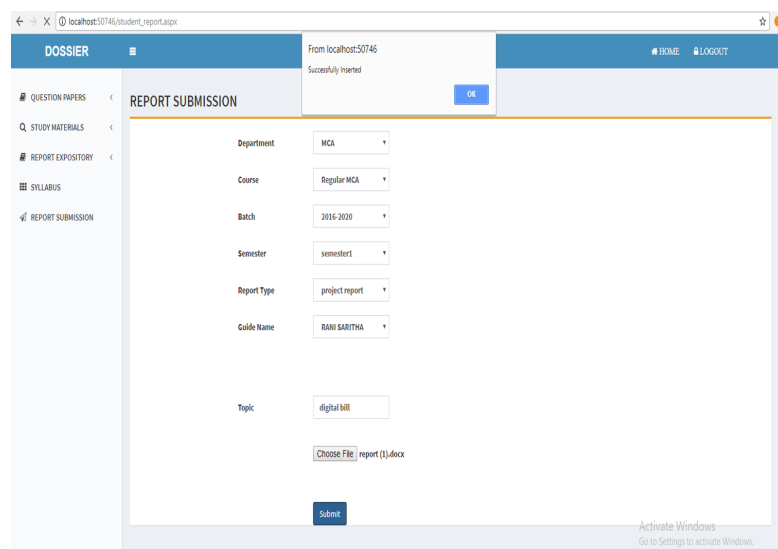 localhost:50746/student_report.aspx
DOSSIER
From localhost:50746
Successfully Inserted
OK
HOME LOGOUT
QUESTION PAPERS
STUDY MATERIALS
REPORT EXPOSITORY
SYLLABUS
REPORT SUBMISSION
REPORT SUBMISSION
Department MCA
Course Regular MCA
Batch 2016-2020
Semester semester1
Report Type project report
Guide Name RANI SARITHA
Topic digital bill
Choose File report (1).docx
Submit
Activate Windows
Go to Settings to activate Windows.